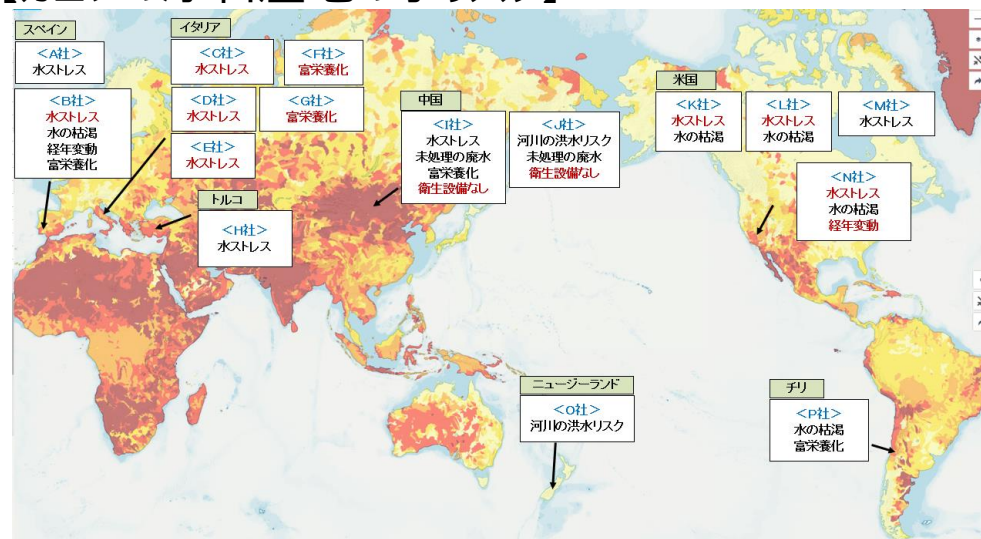 スペイン
<A社>
水ストレス
<B社>
水ストレス
水の枯渇
経年変動
富栄養化
イタリア
<C社>
水ストレス
<F社>
富栄養化
<D社>
水ストレス
<G社>
富栄養化
<E社>
水ストレス
トルコ
<H社>
水ストレス
中国
<I社>
水ストレス
未処理の廃水
富栄養化
衛生設備なし
<J社>
河川の洪水リスク
未処理の廃水
衛生設備なし
米国
<K社>
水ストレス
水の枯渇
<L社>
水ストレス
水の枯渇
<M社>
水ストレス
<N社>
水ストレス
水の枯渇
経年変動
ニュージーランド
<O社>
河川の洪水リスク
チリ
<P社>
水の枯渇
富栄養化